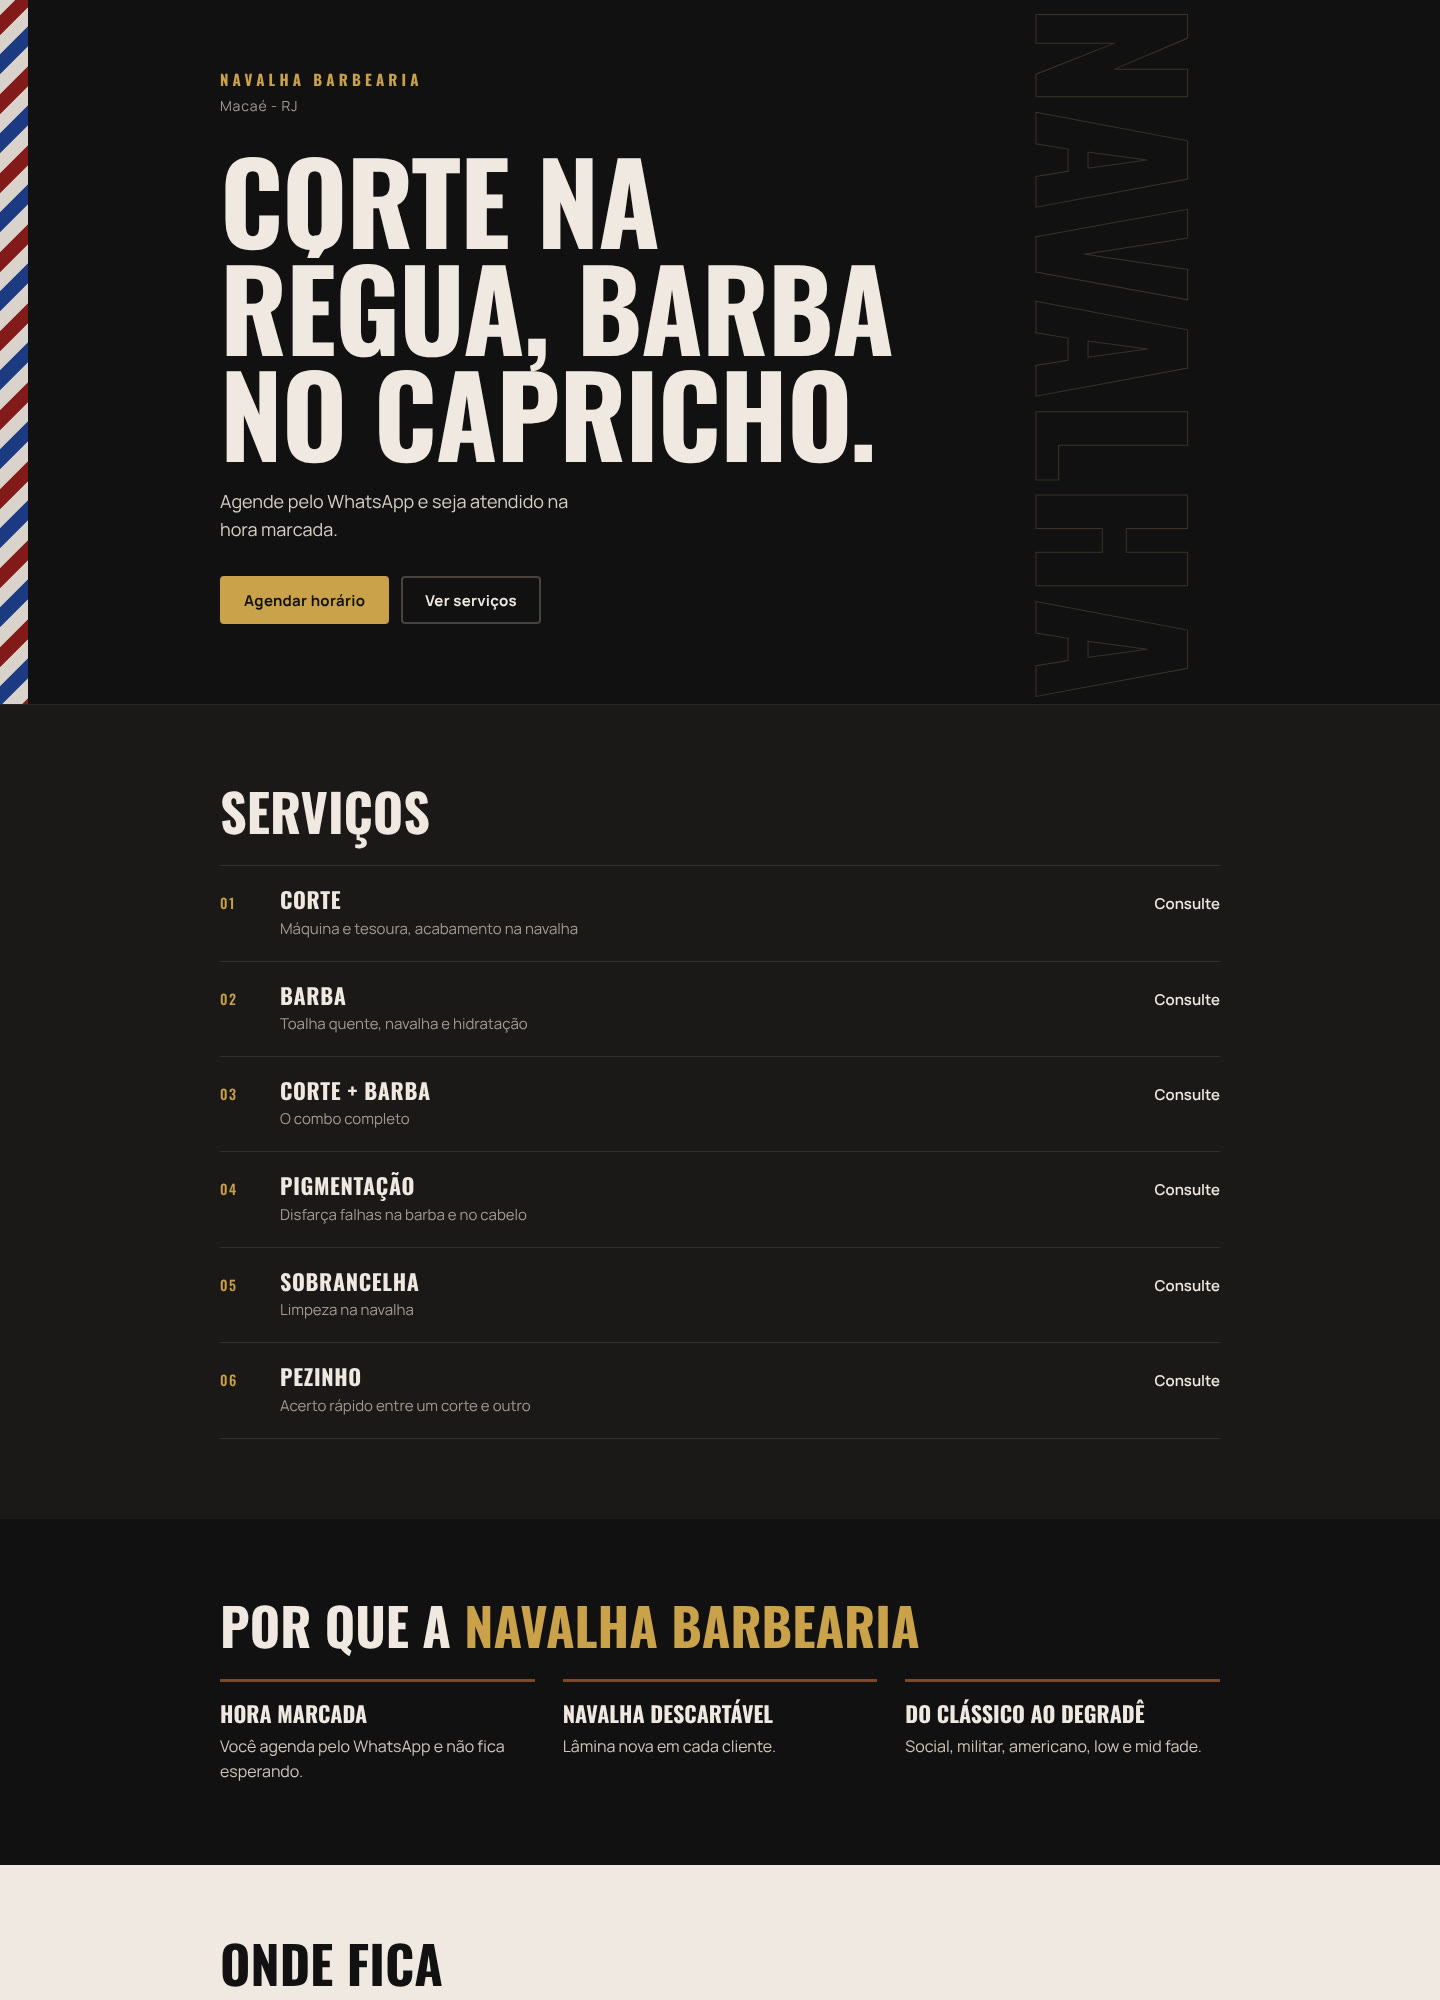 NAVALHA BARBEARIA
Macaé - RJ
CORTE NA
RÉGUA, BARBA
NO CAPRICHO.
Agende pelo WhatsApp e seja atendido na
hora marcada.
Agendar horário
Ver serviços
NAVALHA
SERVIÇOS
01
CORTE
Consulte
Máquina e tesoura, acabamento na navalha
02
BARBA
Consulte
Toalha quente, navalha e hidratação
03
CORTE + BARBA
Consulte
O combo completo
04
PIGMENTAÇÃO
Consulte
Disfarça falhas na barba e no cabelo
05
SOBRANCELHA
Consulte
Limpeza na navalha
06
PEZINHO
Consulte
Acerto rápido entre um corte e outro
POR QUE A NAVALHA BARBEARIA
HORA MARCADA
Você agenda pelo WhatsApp e não fica
esperando.
NAVALHA DESCARTÁVEL
Lâmina nova em cada cliente.
DO CLÁSSICO AO DEGRADÊ
Social, militar, americano, low e mid fade.
ONDE FICA